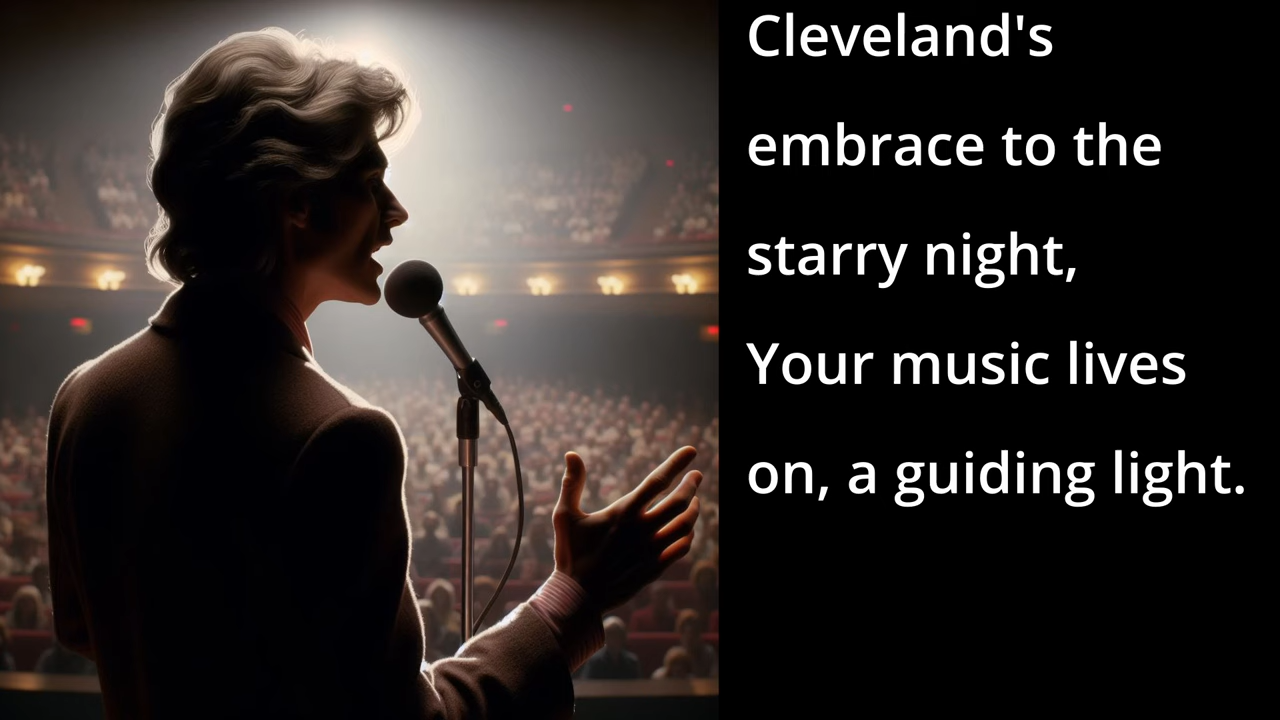 Cleveland's
embrace to the
starry night,
Your music lives
on, a guiding light.